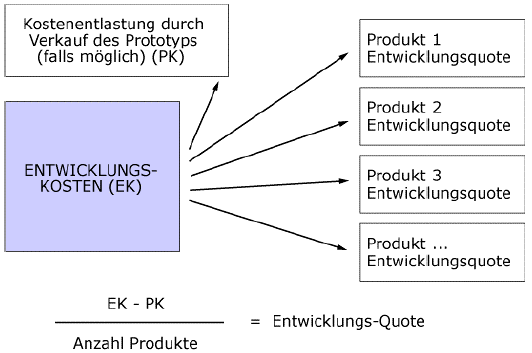 Kostenentlastung durch
Verkauf des Prototyps
(falls möglich) (PK)
ENTWICKLUNGS-
KOSTEN (EK)
Produkt 1
Entwicklungsquote
Produkt 2
Entwicklungsquote
Produkt 3
Entwicklungsquote
Produkt ...
Entwicklungsquote
EK - PK
Anzahl Produkte
= Entwicklungs-Quote